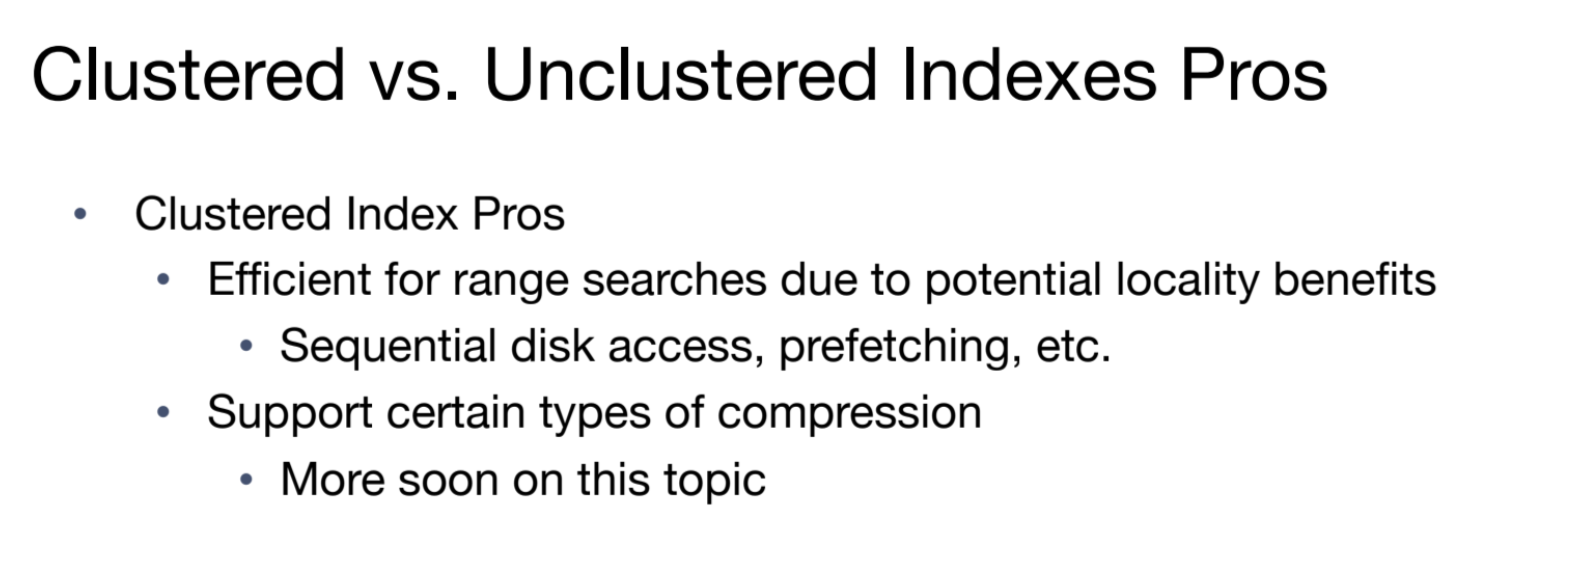 Clustered vs. Unclustered Indexes Pros
• Clustered Index Pros
• Efficient for range searches due to potential locality benefits
• Sequential disk access, prefetching, etc.
• Support certain types of compression
• More soon on this topic